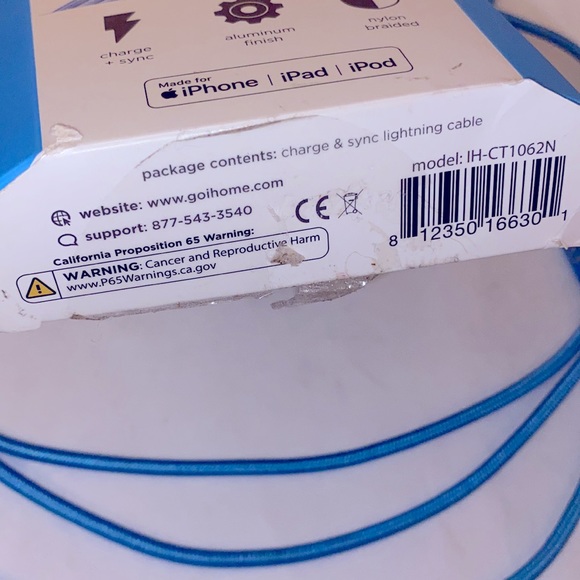 charge
+ sync
aluminum
finish
nylon
braided
Made for
iPhone | iPad | iPod
package contents: charge & sync lightning cable
website: www.goihome.com
support: 877-543-3540
CE
model: IH-CT1062N
8 12350 16630 1
California Proposition 65 Warning:
WARNING: Cancer and Reproductive Harm
www.P65Warnings.ca.gov